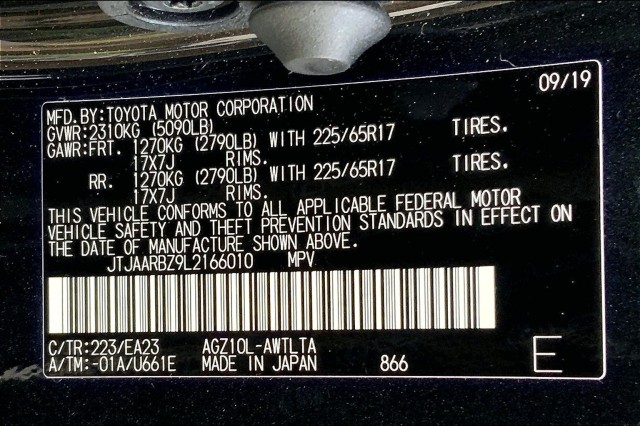 09/19
MFD.BY:TOYOTA MOTOR CORPORATION
GVWR:2310KG (5090LB)
GAWR:FRT. 1270KG (2790LB) WITH 225/65R17 TIRES.
17X7J RIMS.
RR. 1270KG (2790LB) WITH 225/65R17 TIRES.
17X7J RIMS.
THIS VEHICLE CONFORMS TO ALL APPLICABLE FEDERAL MOTOR
VEHICLE SAFETY AND THEFT PREVENTION STANDARDS IN EFFECT ON
THE DATE OF MANUFACTURE SHOWN ABOVE.
JTJAARBZ9L2166010 MPV
C/TR:223/EA23 AGZ10L-AWTLTA
A/TM:-01A/U661E MADE IN JAPAN 866 E